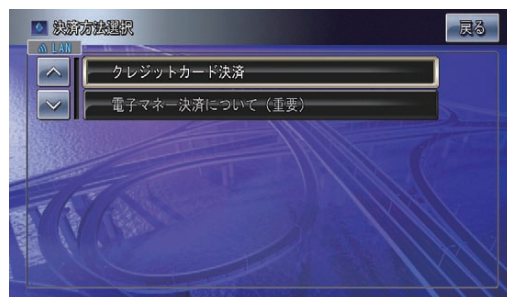 決済方法選択
戻る
LAN
クレジットカード決済
電子マネー決済について（重要）